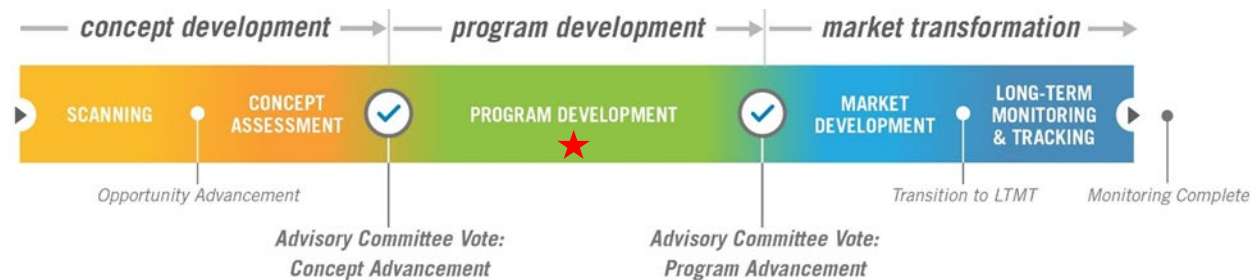 concept development
program development
market transformation
SCANNING
CONCEPT
ASSESSMENT
PROGRAM DEVELOPMENT
MARKET
DEVELOPMENT
LONG-TERM
MONITORING
& TRACKING
Opportunity Advancement
Transition to LTMT
Monitoring Complete
Advisory Committee Vote:
Concept Advancement
Advisory Committee Vote:
Program Advancement